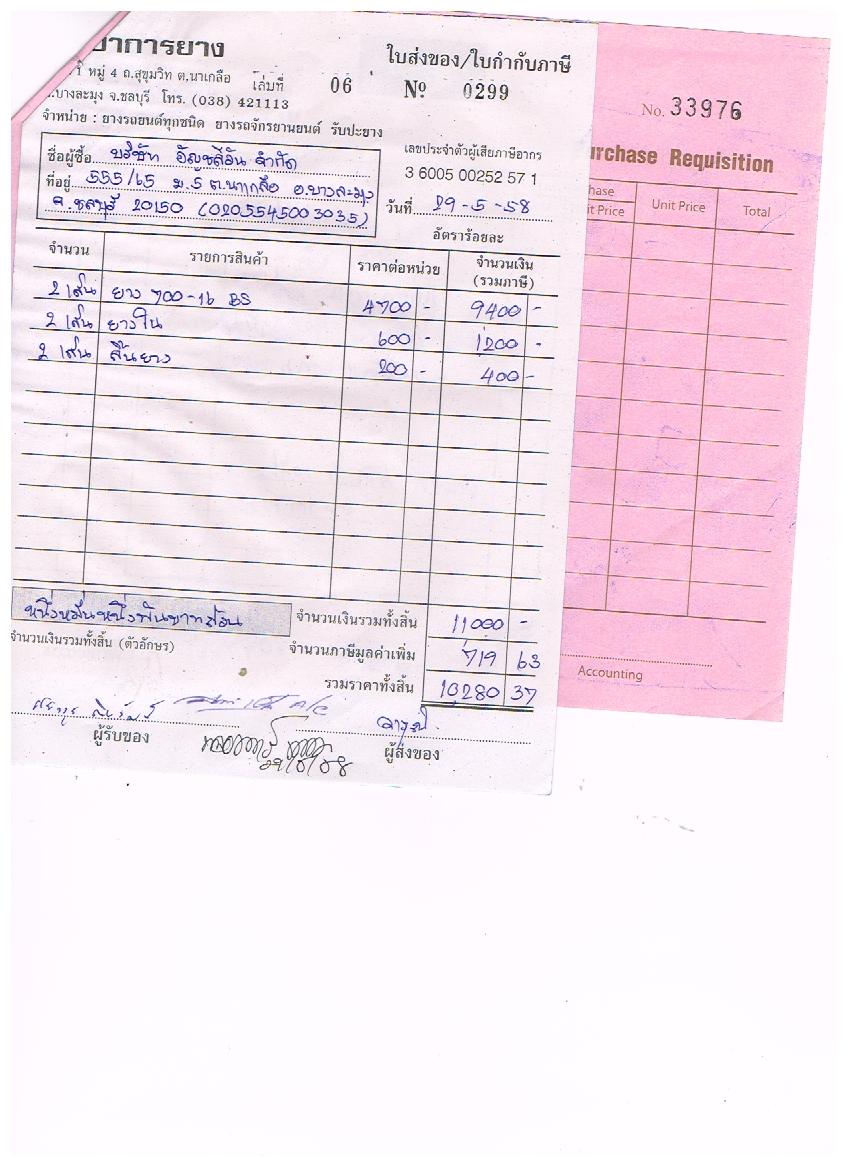 าการยาง
ใบส่งของ/ใบกำกับภาษี
หมู่ 4 ถ.สุขุมวิท ต.นาเกลือ เล่มที่ 06 Nº 0299
.บางละมุง จ.ชลบุรี โทร. (038) 421113
จำหน่าย : ยางรถยนต์ทุกชนิด ยางรถจักรยานยนต์ รับปะยาง
ชื่อผู้ซื้อ บริษัท อัญชลีอัน จำกัด
ที่อยู่ 555/65 ม.5 ต.นาเกลือ อ.บางละมุง
จ.ชลบุรี 20150 (0205545003035)
เลขประจำตัวผู้เสียภาษีอากร
3 6005 00252 57 1
วันที่ 29-5-58
อัตราร้อยละ
จำนวน รายการสินค้า ราคาต่อหน่วย จำนวนเงิน (รวมภาษี)
2 เส้น ยาง 700-16 BS 4700 - 9400 -
2 เส้น ยางใน 600 - 1200 -
2 เส้น ลิ้นยาง 200 - 400 -
หนึ่งหมื่นหนึ่งพันบาทถ้วน จำนวนเงินรวมทั้งสิ้น 11000 -
จำนวนเงินรวมทั้งสิ้น (ตัวอักษร) จำนวนภาษีมูลค่าเพิ่ม 719 63
รวมราคาทั้งสิ้น 10280 37
ผู้รับของ
ผู้ส่งของ
No. 33976
urchase Requisition
hase
it Price Unit Price Total
Accounting